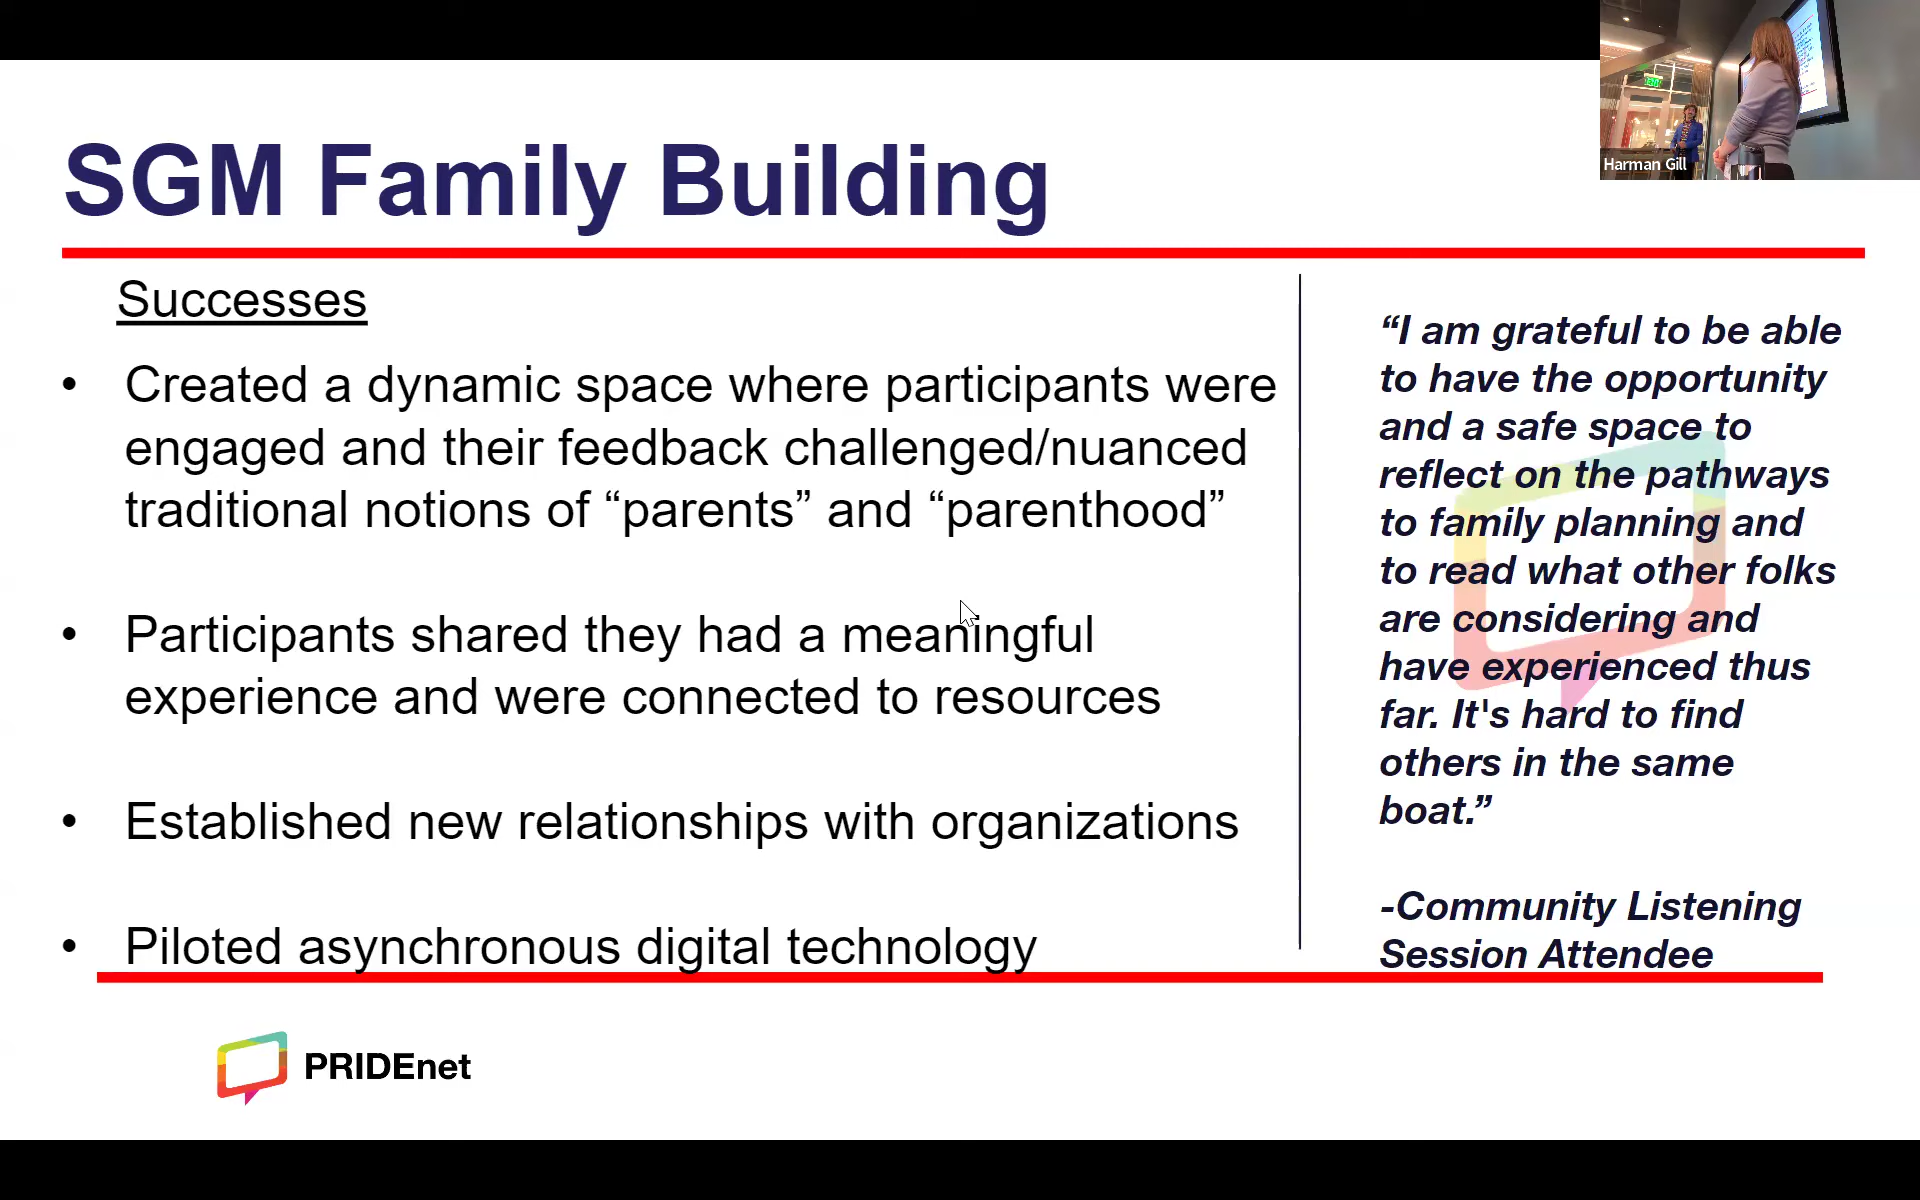 SGM Family Building
Harman Gill
EXIT
Successes
• Created a dynamic space where participants were
engaged and their feedback challenged/nuanced
traditional notions of “parents” and “parenthood”
• Participants shared they had a meaningful
experience and were connected to resources
• Established new relationships with organizations
• Piloted asynchronous digital technology
“I am grateful to be able
to have the opportunity
and a safe space to
reflect on the pathways
to family planning and
to read what other folks
are considering and
have experienced thus
far. It's hard to find
others in the same
boat.”
-Community Listening
Session Attendee
PRIDEnet